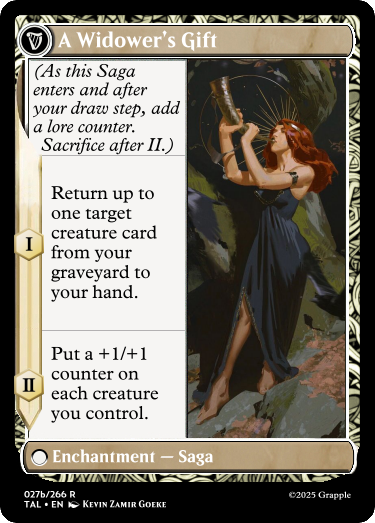 A Widower's Gift
(As this Saga
enters and after
your draw step, add
a lore counter.
Sacrifice after II.)
I
Return up to
one target
creature card
from your
graveyard to
your hand.
II
Put a +1/+1
counter on
each creature
you control.
Enchantment — Saga
027b/266 R
TAL • EN Kevin Zamir Goeke
©2025 Grapple